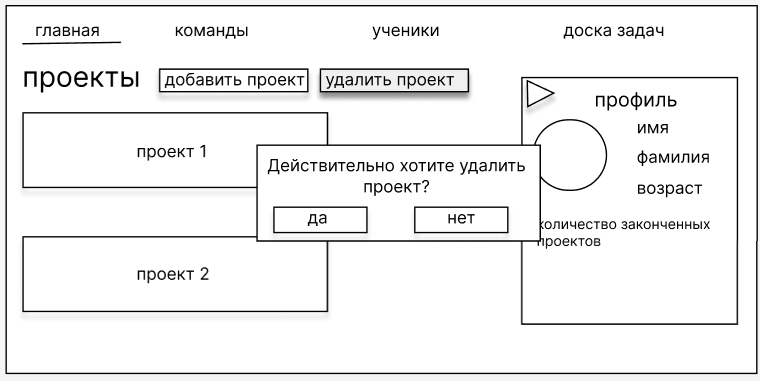 главная команды ученики доска задач
проекты добавить проект удалить проект
профиль
имя
фамилия
возраст
количество законченных
проектов
проект 1
Действительно хотите удалить
проект?
да нет
проект 2